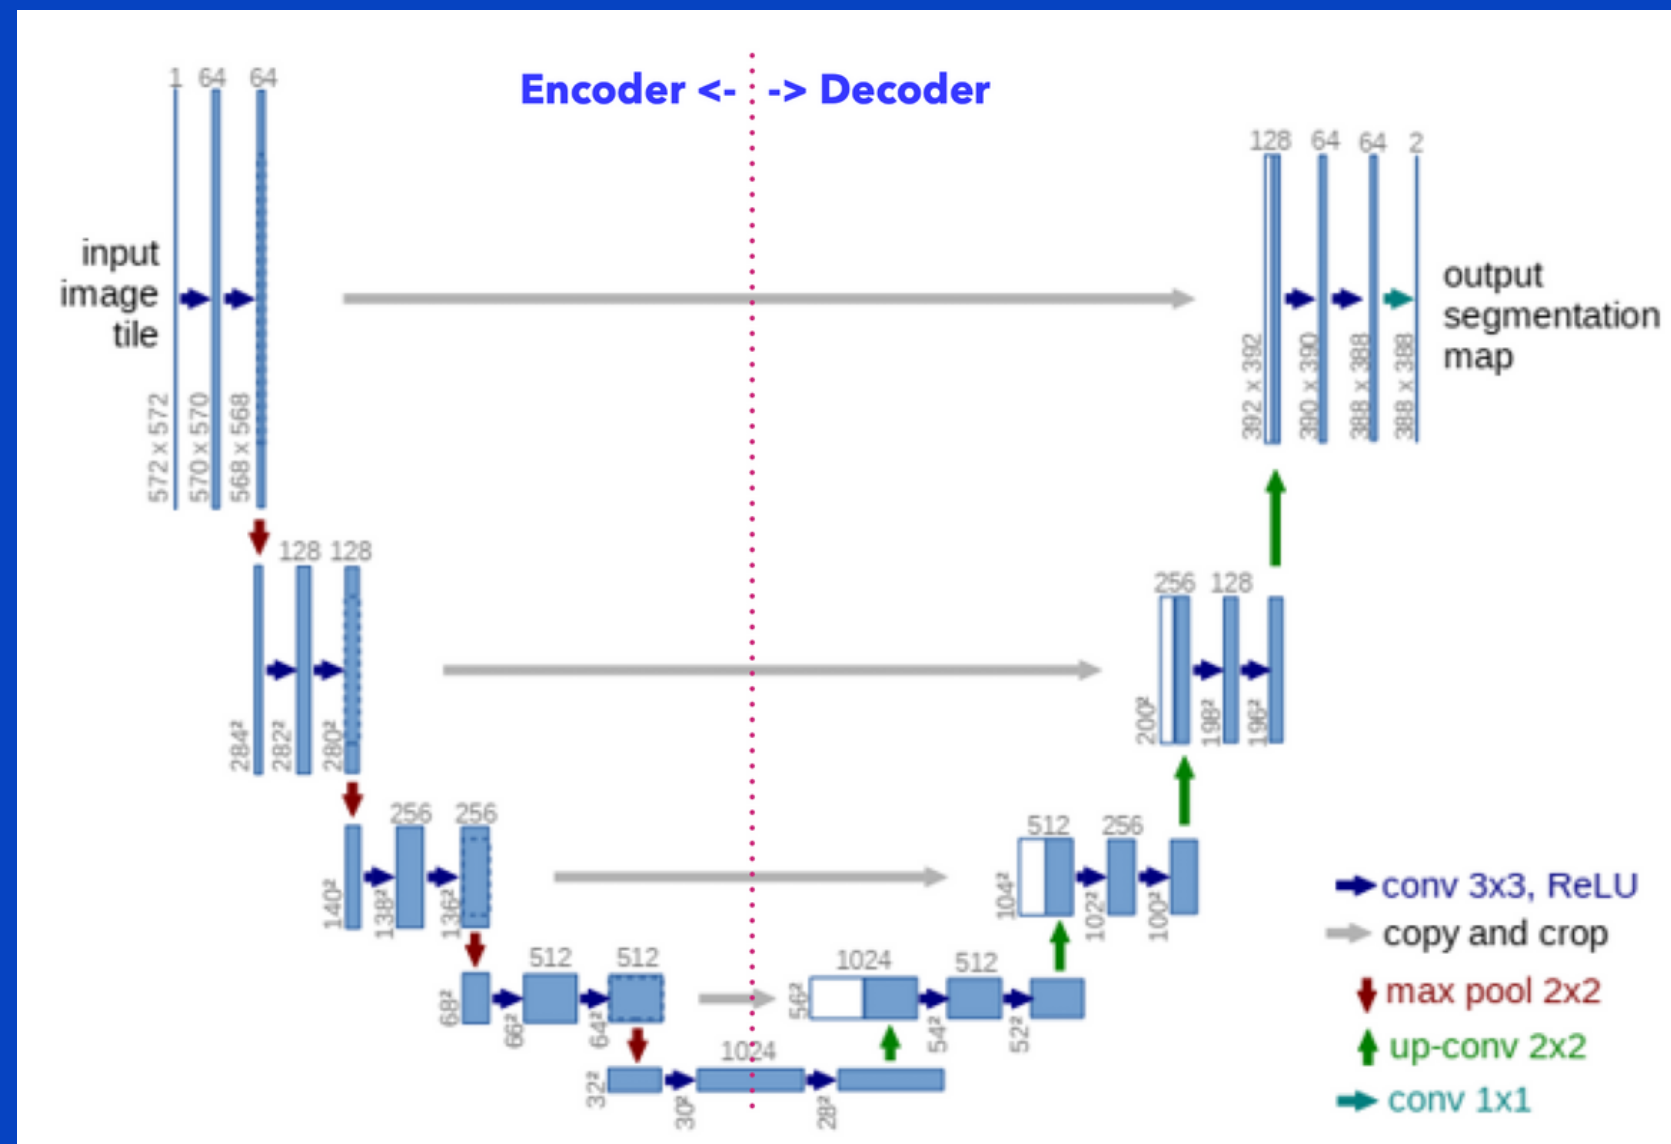 Encoder <- -> Decoder
1 64 64
input
image
tile
572 x 572
570 x 570
568 x 568
128 64 64 2
output
segmentation
map
392 x 392
390 x 390
388 x 388
388 x 388
128 128
284²
282²
280²
256 128
200²
198²
196²
256 256
140²
138²
136²
512 256
104²
102²
100²
512 512
68²
66²
64²
1024 512
56²
54²
52²
1024
32²
30²
28²
conv 3x3, ReLU
copy and crop
max pool 2x2
up-conv 2x2
conv 1x1